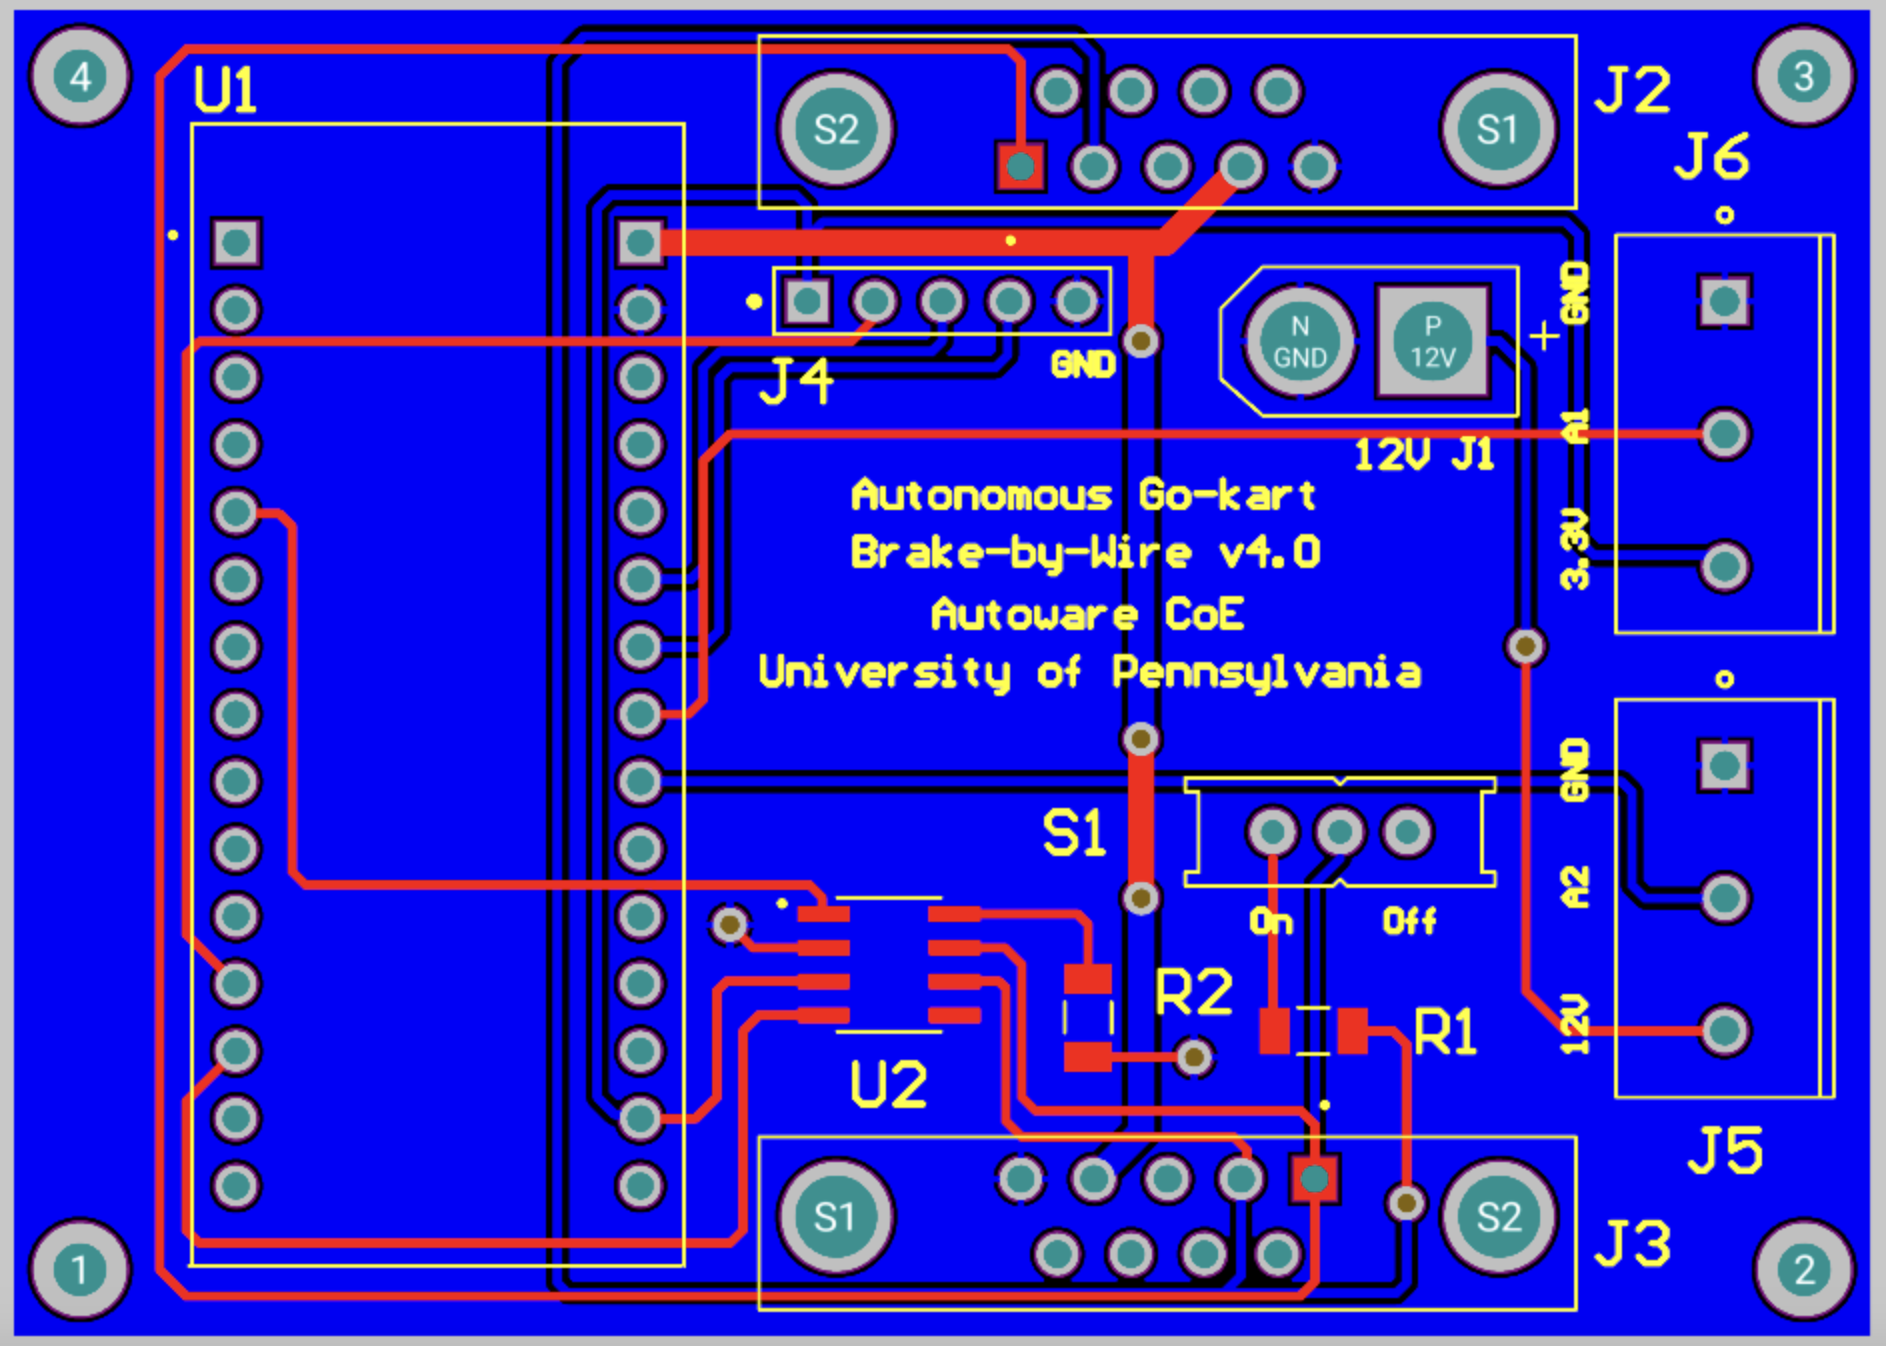 4
3
U1
J2
S2
S1
J6
GND
N
GND
P
12V
+
J4
GND
A1
12V J1
Autonomous Go-kart
Brake-by-Wire v4.0
3.3V
Autoware CoE
University of Pennsylvania
GND
S1
A2
On
Off
R2
R1
12V
U2
J5
S1
S2
J3
1
2